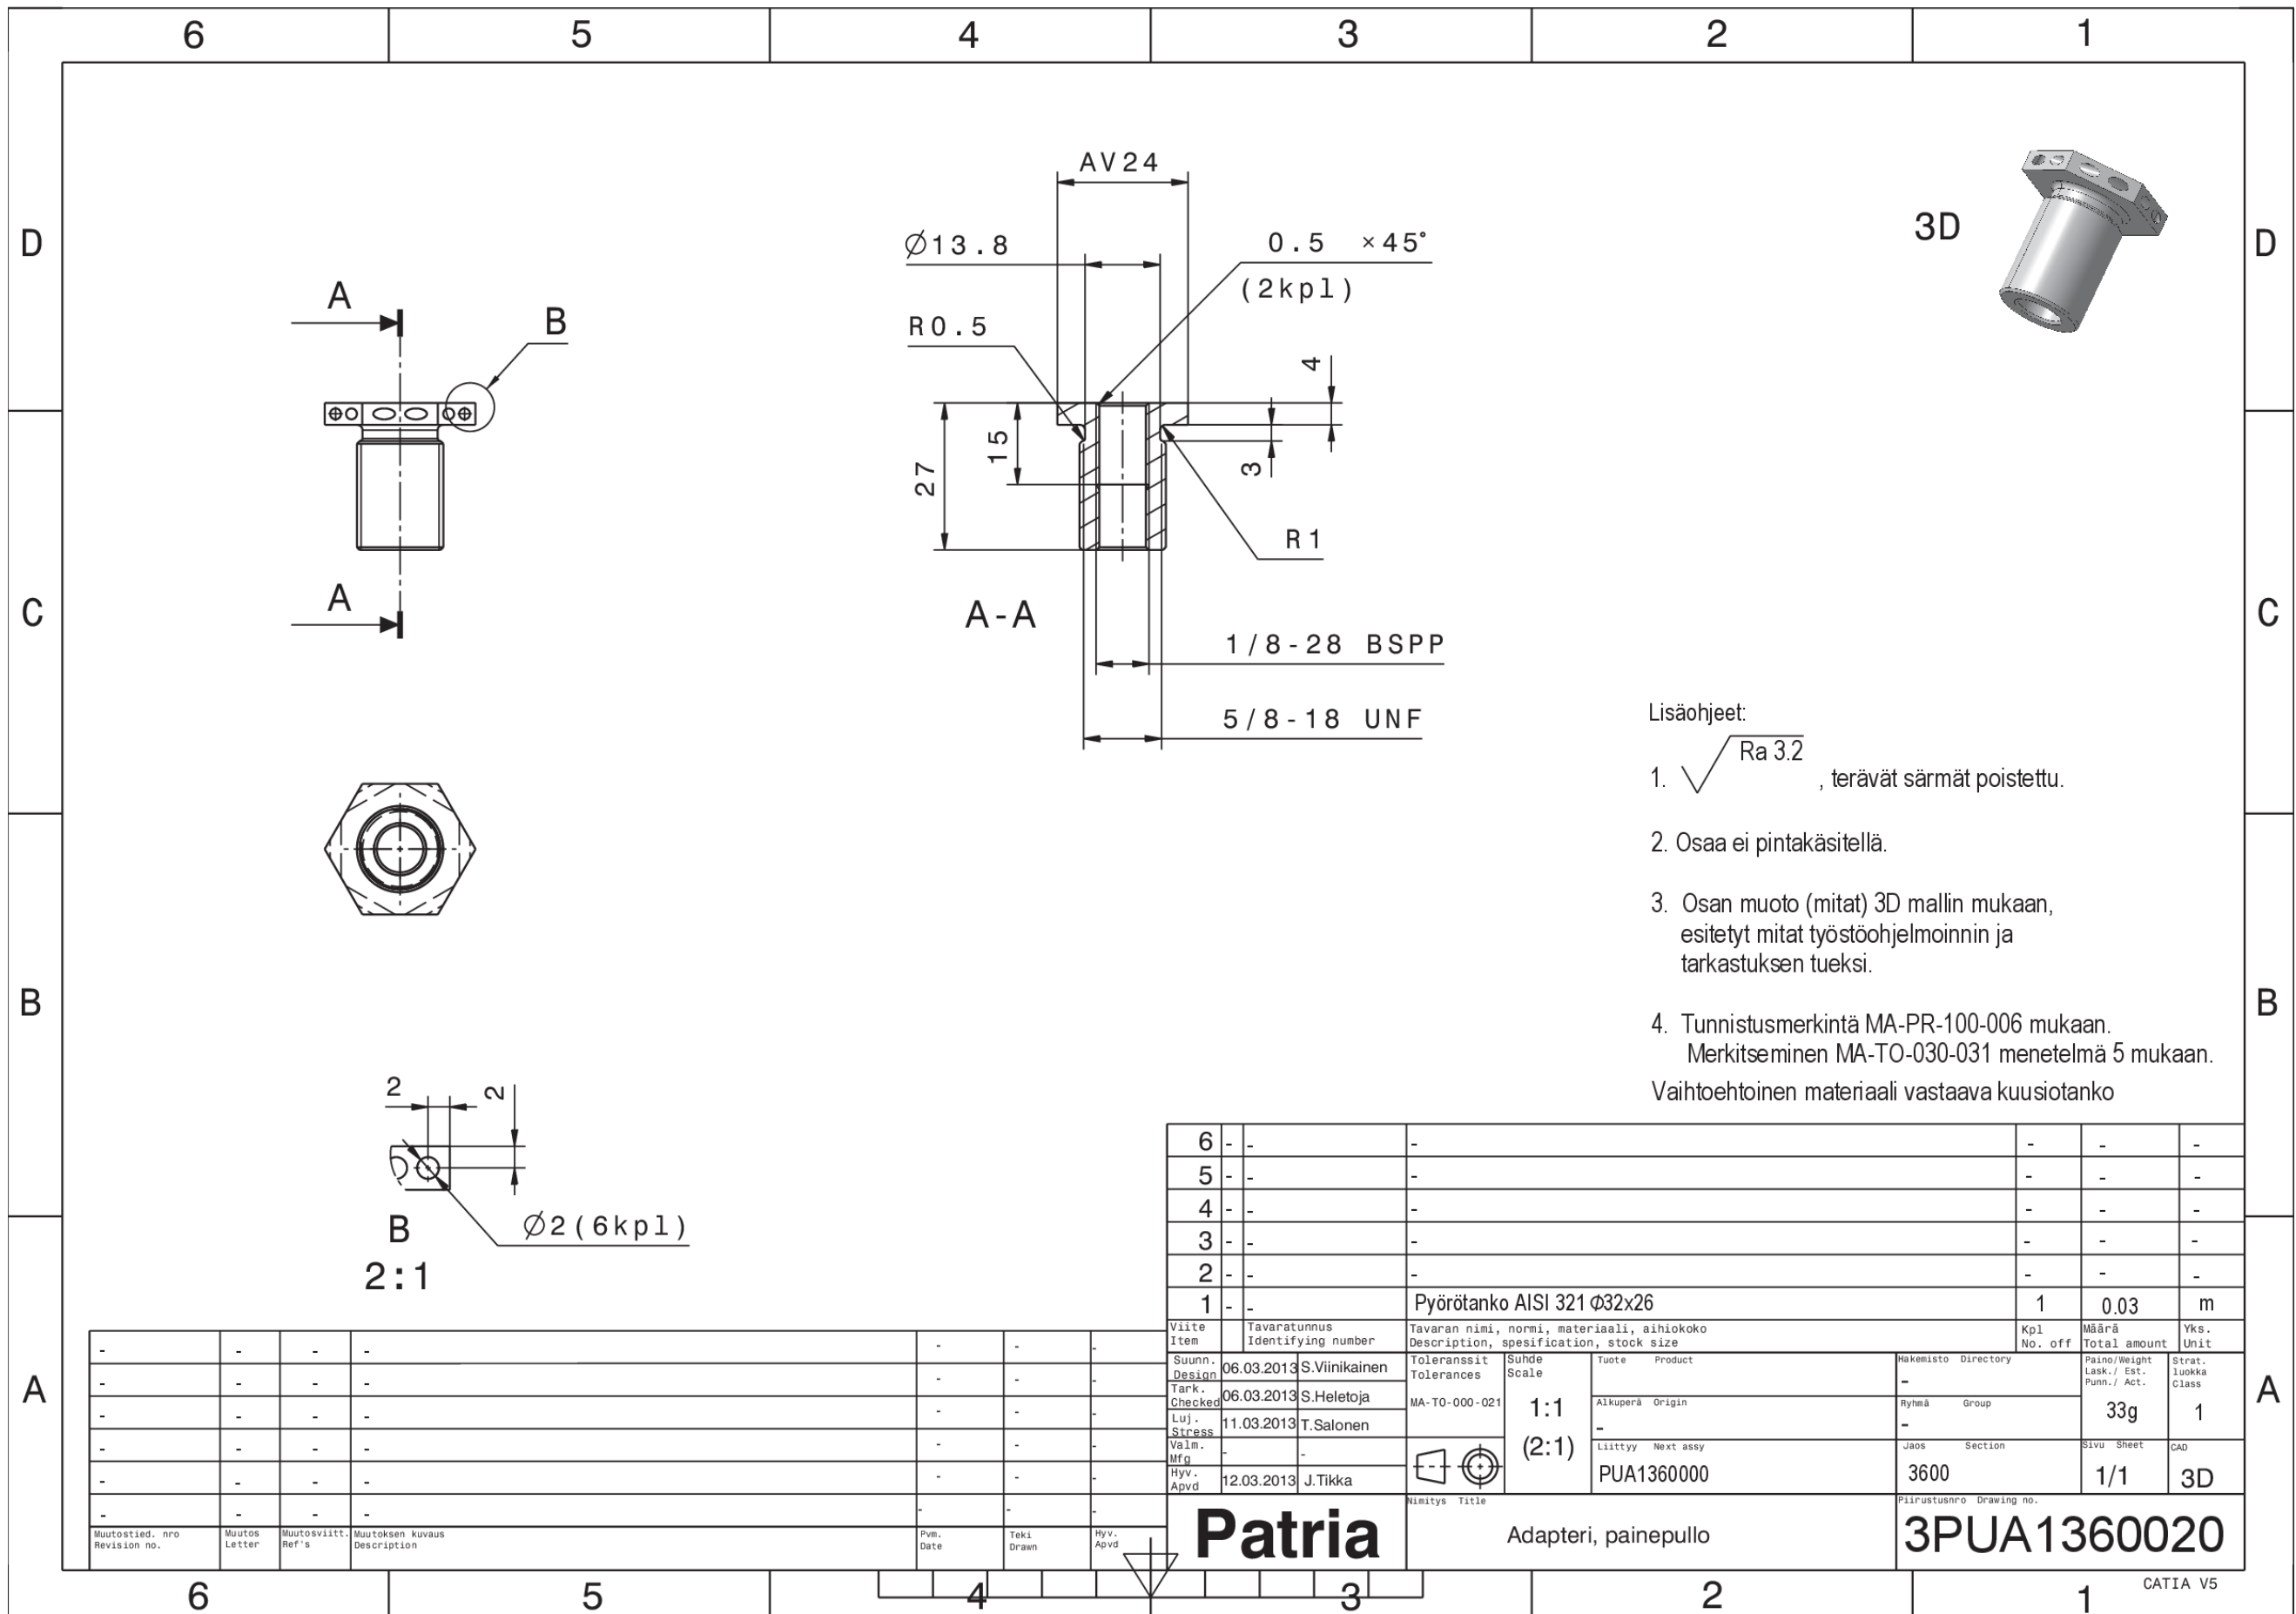 6 5 4 3 2 1
D
C
B
A
D
C
B
A
A
B
A
AV24
Ø13.8
0.5 ×45°
(2kpl)
R0.5
4
27
15
3
R1
A-A
1/8-28 BSPP
5/8-18 UNF
3D
2
2
B
2:1
Ø2(6kpl)
Lisäohjeet:
1. Ra 3.2 , terävät särmät poistettu.
2. Osaa ei pintakäsitellä.
3. Osan muoto (mitat) 3D mallin mukaan,
esitetyt mitat työstöohjelmoinnin ja
tarkastuksen tueksi.
4. Tunnistusmerkintä MA-PR-100-006 mukaan.
Merkitseminen MA-TO-030-031 menetelmä 5 mukaan.
Vaihtoehtoinen materiaali vastaava kuusiotanko
6 - - - - - -
5 - - - - - -
4 - - - - - -
3 - - - - - -
2 - - - - - -
1 - - Pyörötanko AISI 321 Φ32x26 1 0.03 m
Viite Tavaratunnus Tavaran nimi, normi, materiaali, aihiokoko Kpl Määrä Yks.
Item Identifying number Description, spesification, stock size No. off Total amount Unit
Suunn.
Design 06.03.2013 S.Viinikainen
Tark.
Checked 06.03.2013 S.Heletoja
Luj.
Stress 11.03.2013 T.Salonen
Valm.
Mfg - -
Hyv.
Apvd 12.03.2013 J.Tikka
Toleranssit
Tolerances
MA-TO-000-021
Suhde
Scale
1:1
(2:1)
Tuote Product
Alkuperä Origin
-
Liittyy Next assy
PUA1360000
Hakemisto Directory
-
Ryhmä Group
-
Jaos Section
3600
Paino/Weight
Lask./ Est.
Punn./ Act.
33g
Strat.
luokka
Class
1
Sivu Sheet
1/1
CAD
3D
Patria
Nimitys Title
Adapteri, painepullo
Piirustusnro Drawing no.
3PUA1360020
- - - - - - -
- - - - - - -
- - - - - - -
- - - - - - -
- - - - - - -
- - - - - - -
Muutostied. nro Muutos Muutosviitt. Muutoksen kuvaus Pvm. Teki Hyv.
Revision no. Letter Ref's Description Date Drawn Apvd
CATIA V5
6 5 4 3 2 1